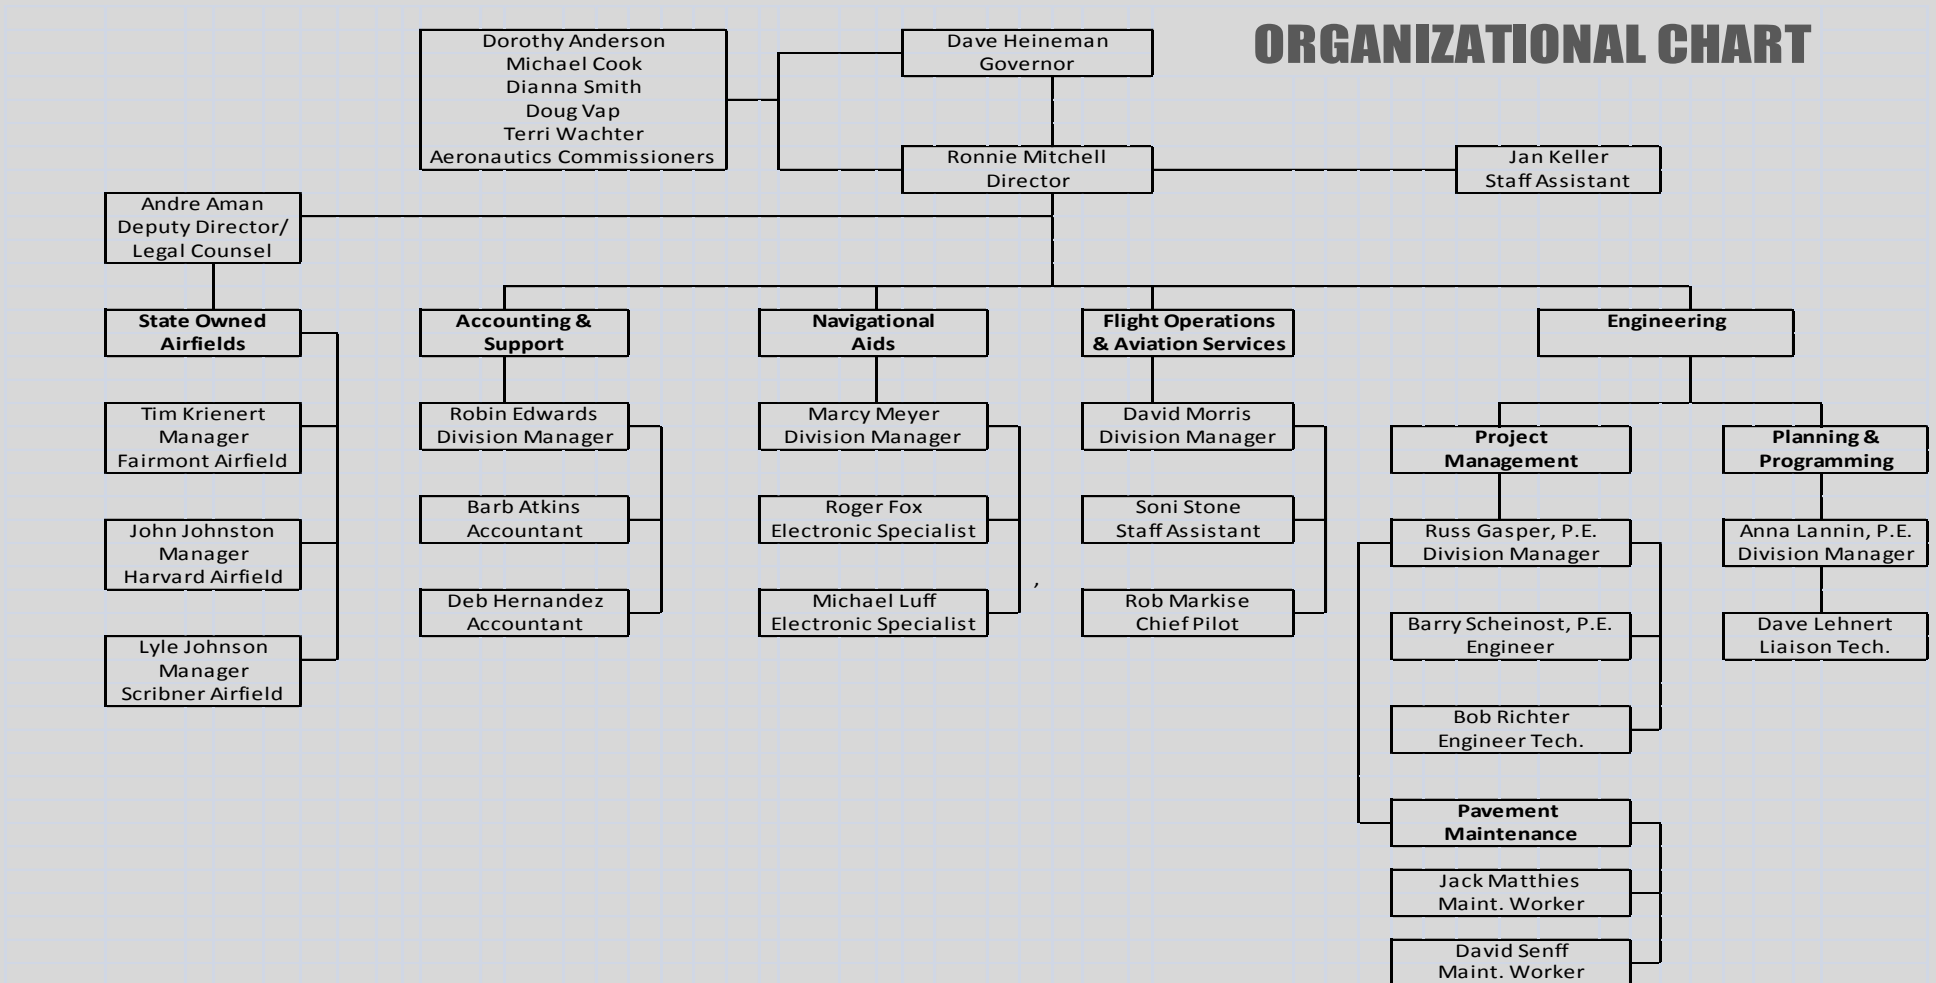 ORGANIZATIONAL CHART
Dorothy Anderson
Michael Cook
Dianna Smith
Doug Vap
Terri Wachter
Aeronautics Commissioners
Dave Heineman
Governor
Ronnie Mitchell
Director
Jan Keller
Staff Assistant
Andre Aman
Deputy Director/
Legal Counsel
State Owned
Airfields
Tim Krienert
Manager
Fairmont Airfield
John Johnston
Manager
Harvard Airfield
Lyle Johnson
Manager
Scribner Airfield
Accounting &
Support
Robin Edwards
Division Manager
Barb Atkins
Accountant
Deb Hernandez
Accountant
Navigational
Aids
Marcy Meyer
Division Manager
Roger Fox
Electronic Specialist
Michael Luff
Electronic Specialist
,
Flight Operations
& Aviation Services
David Morris
Division Manager
Soni Stone
Staff Assistant
Rob Markise
Chief Pilot
Engineering
Project
Management
Russ Gasper, P.E.
Division Manager
Barry Scheinost, P.E.
Engineer
Bob Richter
Engineer Tech.
Pavement
Maintenance
Jack Matthies
Maint. Worker
David Senff
Maint. Worker
Planning &
Programming
Anna Lannin, P.E.
Division Manager
Dave Lehnert
Liaison Tech.